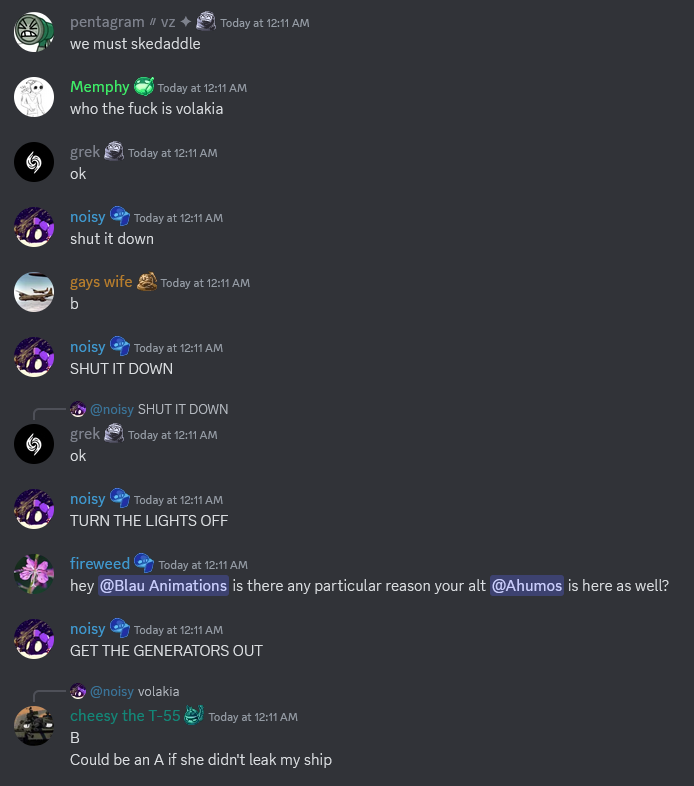 pentagram〃vz ✦ Today at 12:11 AM
we must skedaddle
Memphy Today at 12:11 AM
who the fuck is volakia
grek Today at 12:11 AM
ok
noisy Today at 12:11 AM
shut it down
gays wife Today at 12:11 AM
b
noisy Today at 12:11 AM
SHUT IT DOWN
@noisy SHUT IT DOWN
grek Today at 12:11 AM
ok
noisy Today at 12:11 AM
TURN THE LIGHTS OFF
fireweed Today at 12:11 AM
hey @Blau Animations is there any particular reason your alt @Ahumos is here as well?
noisy Today at 12:11 AM
GET THE GENERATORS OUT
@noisy volakia
cheesy the T-55 Today at 12:11 AM
B
Could be an A if she didn't leak my ship